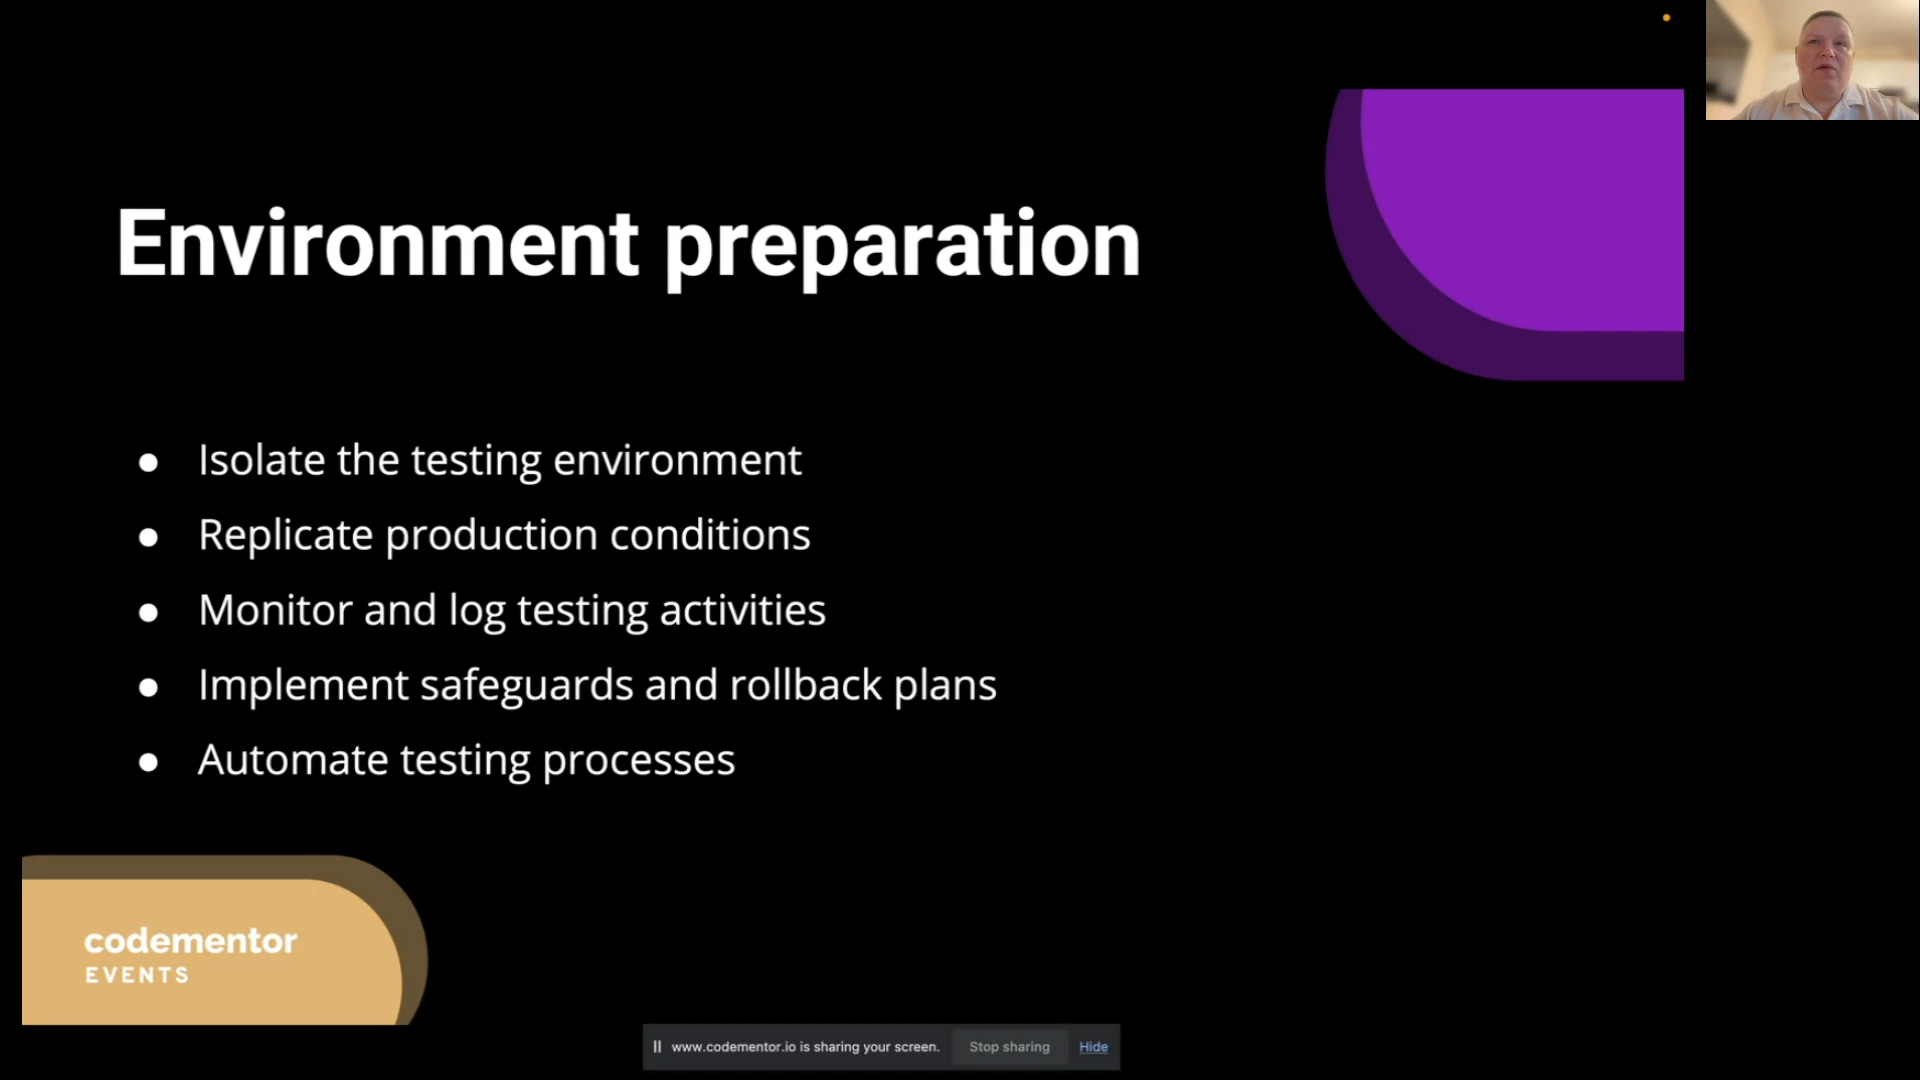 Environment preparation
● Isolate the testing environment
● Replicate production conditions
● Monitor and log testing activities
● Implement safeguards and rollback plans
● Automate testing processes
codementor
EVENTS
www.codementor.io is sharing your screen. Stop sharing Hide